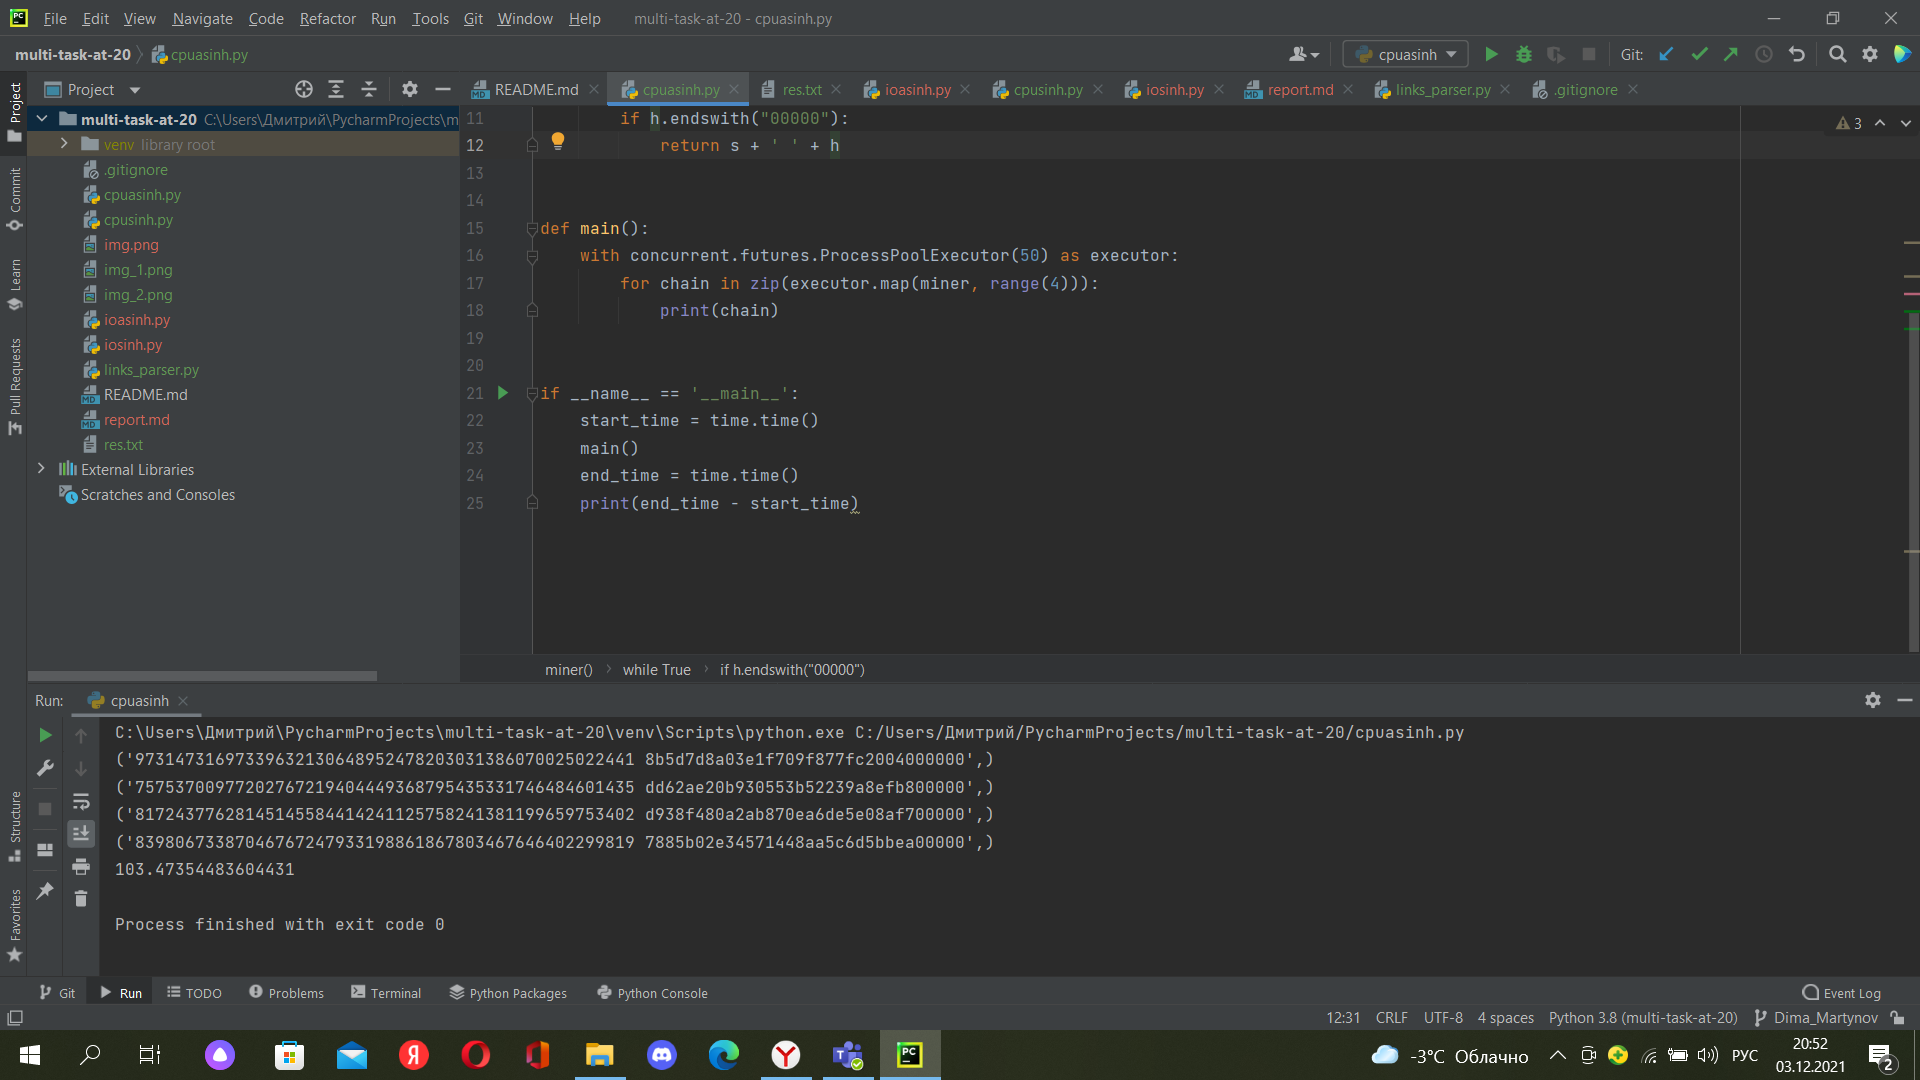 PC File Edit View Navigate Code Refactor Run Tools Git Window Help multi-task-at-20 - cpuasinh.py
multi-task-at-20 cpuasinh.py cpuasinh Git:
Project README.md cpuasinh.py res.txt ioasinh.py cpusinh.py iosinh.py report.md links_parser.py .gitignore
Project
Commit
Learn
Pull Requests
Structure
Favorites
multi-task-at-20 C:\Users\Дмитрий\PycharmProjects\m
venv library root
.gitignore
cpuasinh.py
cpusinh.py
img.png
img_1.png
img_2.png
ioasinh.py
iosinh.py
links_parser.py
README.md
report.md
res.txt
External Libraries
Scratches and Consoles
3
11 if h.endswith("00000"):
12 return s + ' ' + h
13
14
15 def main():
16 with concurrent.futures.ProcessPoolExecutor(50) as executor:
17 for chain in zip(executor.map(miner, range(4))):
18 print(chain)
19
20
21 if __name__ == '__main__':
22 start_time = time.time()
23 main()
24 end_time = time.time()
25 print(end_time - start_time)
miner() while True if h.endswith("00000")
Run: cpuasinh
C:\Users\Дмитрий\PycharmProjects\multi-task-at-20\venv\Scripts\python.exe C:/Users/Дмитрий/PycharmProjects/multi-task-at-20/cpuasinh.py
('97314731697339632130648952478203031386070025022441 8b5d7d8a03e1f709f877fc2004000000',)
('75753700977202767219404449368795435331746484601435 dd62ae20b930553b52239a8efb800000',)
('81724377628145145584414241125758241381199659753402 d938f480a2ab870ea6de5e08af700000',)
('83980673387046767247933198861867803467646402299819 7885b02e34571448aa5c6d5bbea00000',)
103.47354483604431
Process finished with exit code 0
Git Run TODO Problems Terminal Python Packages Python Console Event Log
12:31 CRLF UTF-8 4 spaces Python 3.8 (multi-task-at-20) Dima_Martynov
-3°C Облачно РУС 20:52
03.12.2021 2